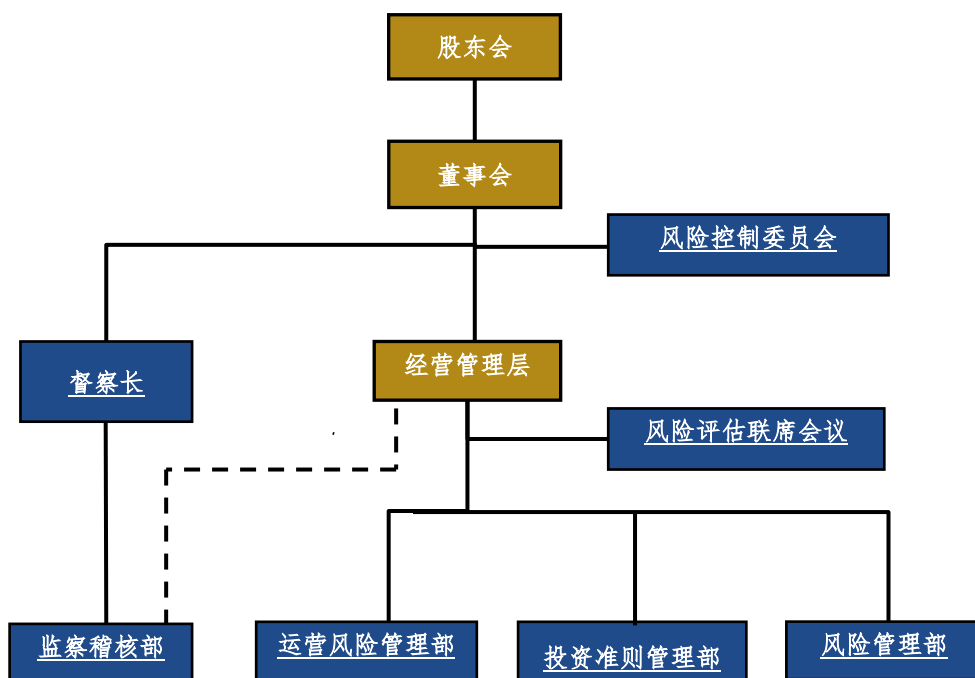 股东会
董事会
风险控制委员会
督察长
经营管理层
风险评估联席会议
监察稽核部
运营风险管理部
投资准则管理部
风险管理部